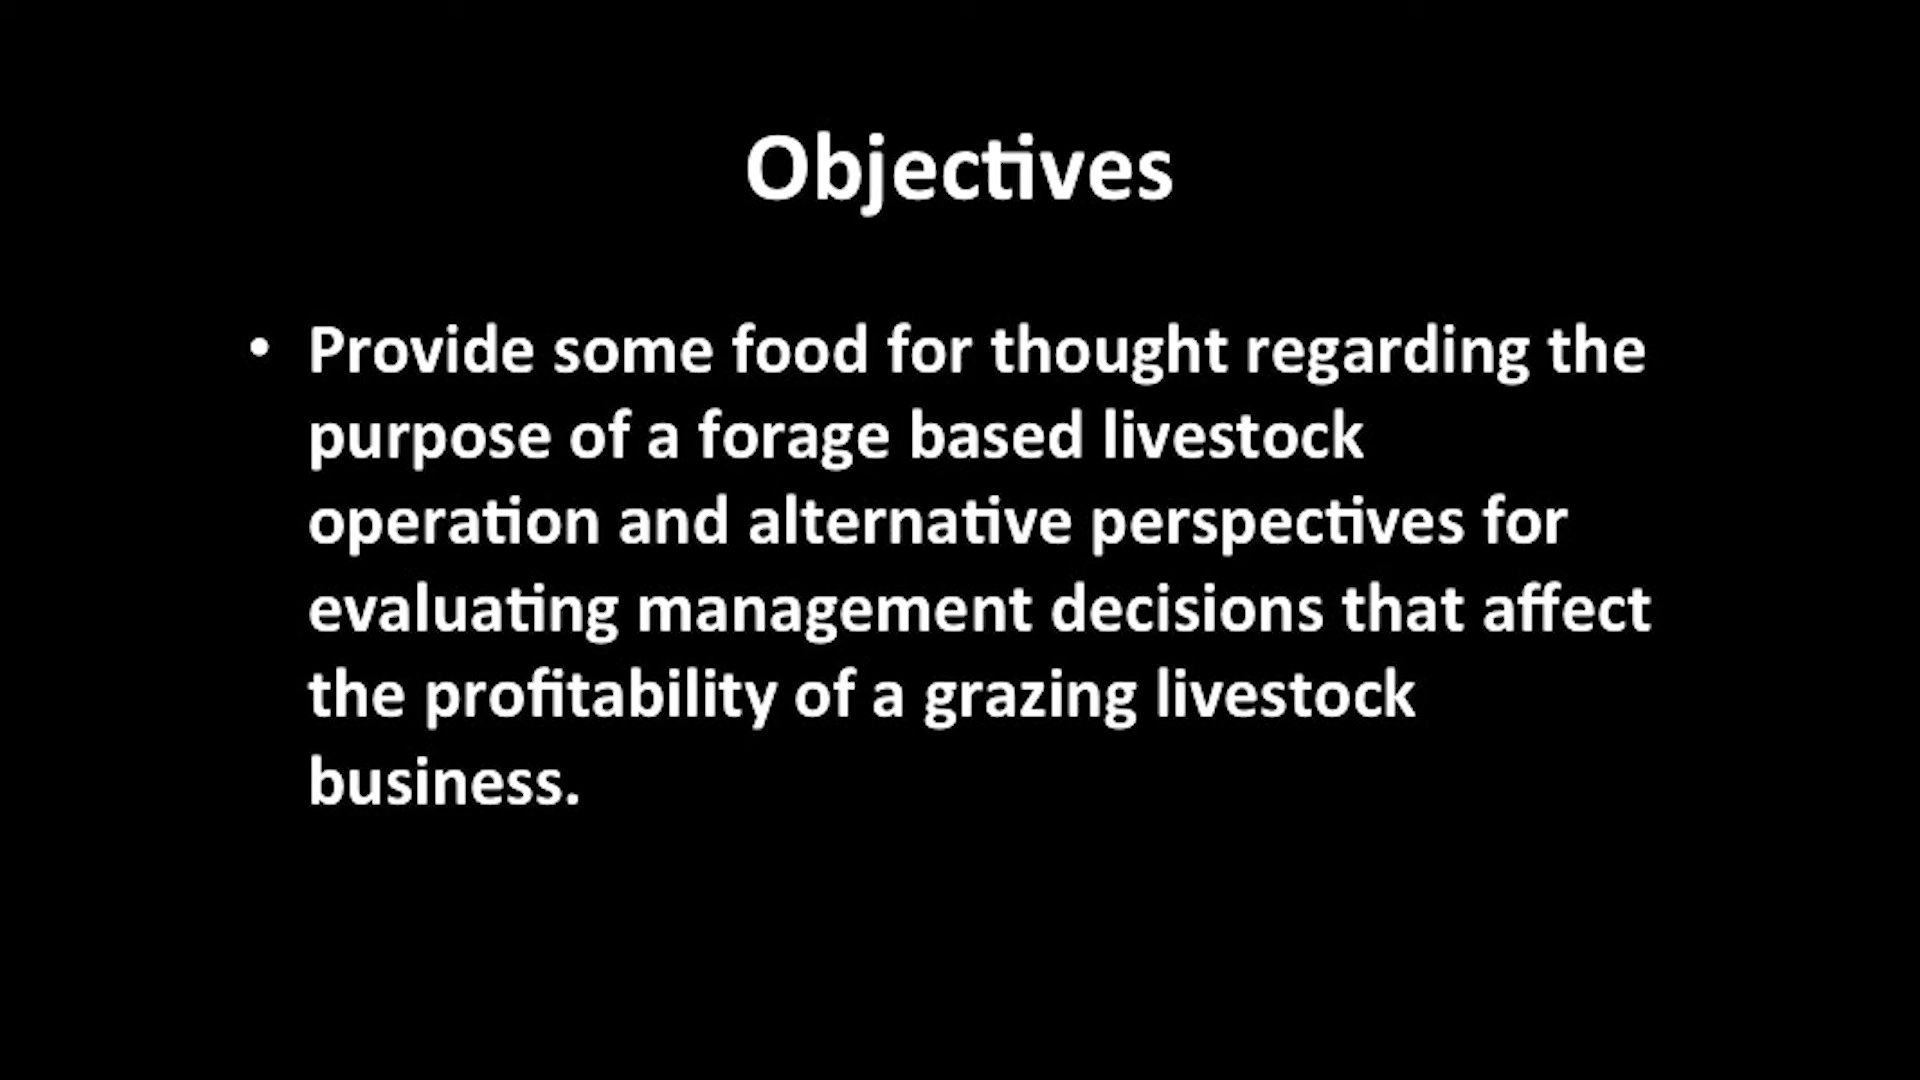 Objectives
• Provide some food for thought regarding the
purpose of a forage based livestock
operation and alternative perspectives for
evaluating management decisions that affect
the profitability of a grazing livestock
business.